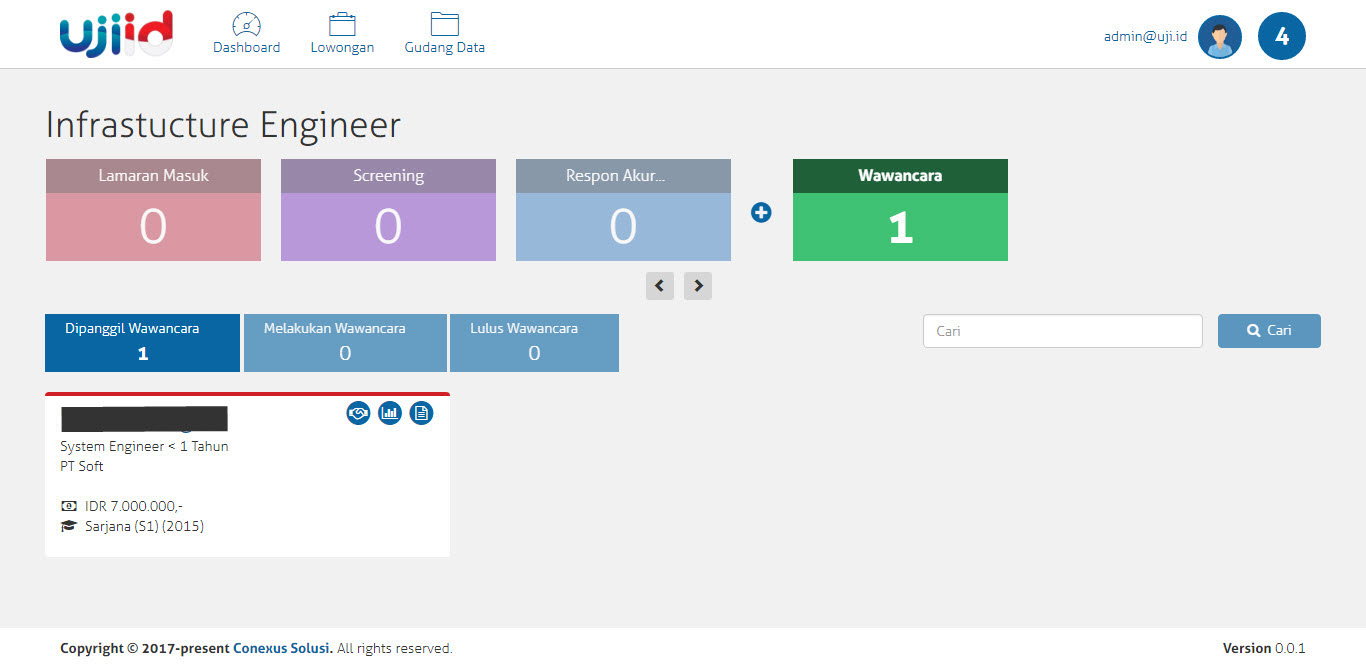 ujiid
Dashboard
Lowongan
Gudang Data
admin@uji.id
4
Infrastucture Engineer
Lamaran Masuk
0
Screening
0
Respon Akur...
0
Wawancara
1
Dipanggil Wawancara
1
Melakukan Wawancara
0
Lulus Wawancara
0
Cari
Cari
System Engineer < 1 Tahun
PT Soft
IDR 7.000.000,-
Sarjana (S1) (2015)
Copyright © 2017-present Conexus Solusi. All rights reserved.
Version 0.0.1